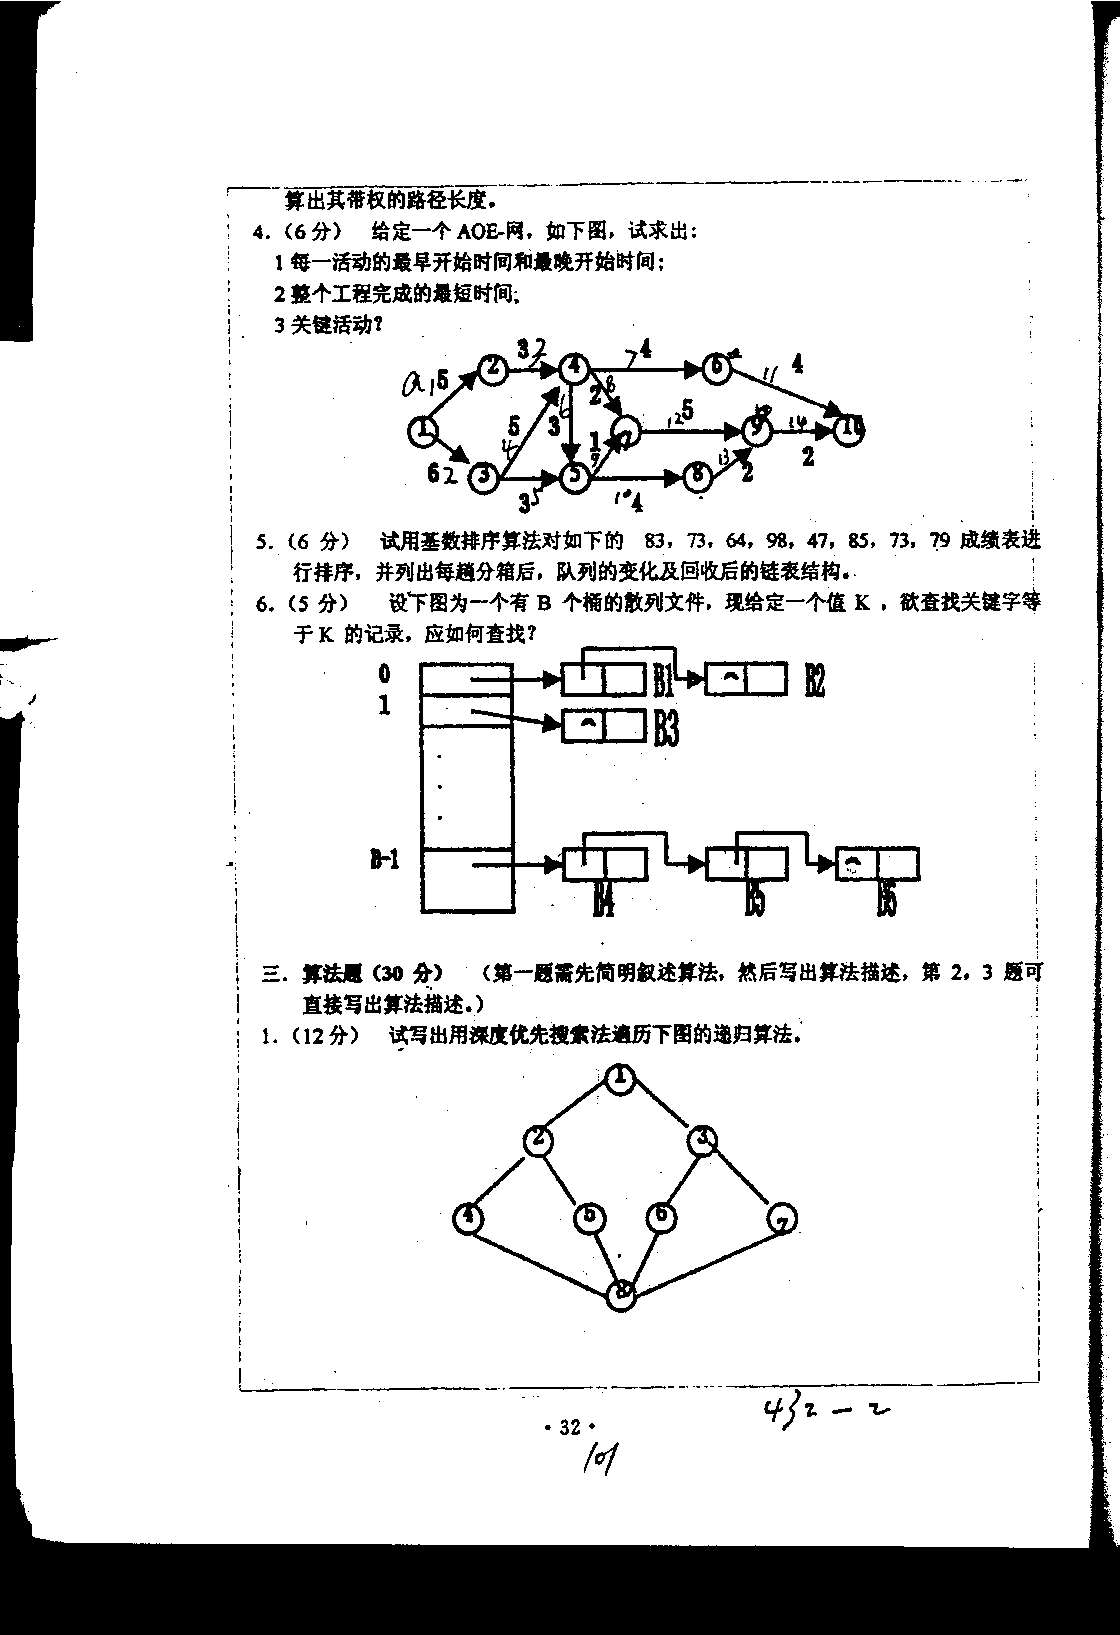 算出其带权的路径长度。
4.（6分） 给定一个 AOE-网，如下图，试求出：
1 每一活动的最早开始时间和最晚开始时间；
2 整个工程完成的最短时间；
3 关键活动？
a1 5 2 3 3 4 7 4 6 11 4
1 5 4 6 3 2 8 7 12 5 9 14 2 10
6 2 3 3 5 5 1 9 10 4 8 13 2
5.（6 分） 试用基数排序算法对如下的 83，73，64，98，47，85，73，79 成绩表进
行排序，并列出每趟分箱后，队列的变化及回收后的链表结构。
6.（5 分） 设下图为一个有 B 个桶的散列文件，现给定一个值 K ，欲查找关键字等
于 K 的记录，应如何查找？
0 B1 B2
1 B3
B-1
B4 B5 B6
三．算法题（30 分） （第一题需先简明叙述算法，然后写出算法描述，第 2，3 题可
直接写出算法描述。）
1.（12分） 试写出用深度优先搜索法遍历下图的递归算法。
1
2 3
4 5 6 7
8
· 32 ·
101